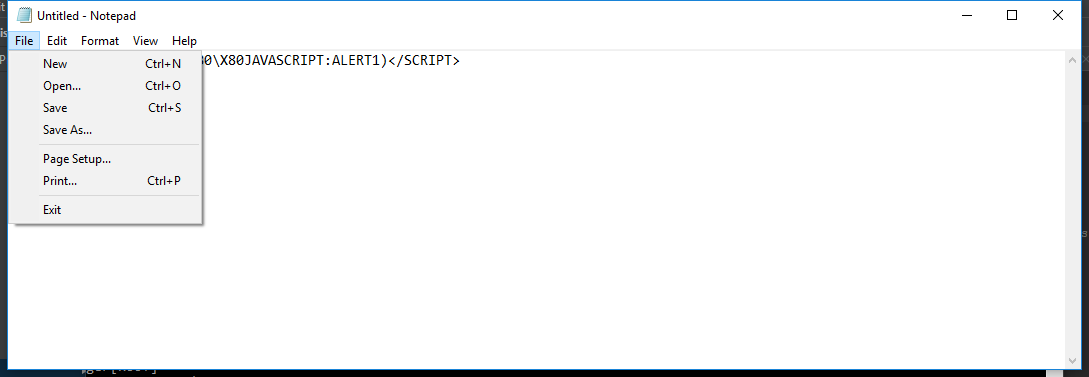 Untitled - Notepad
File Edit Format View Help
0\X80JAVASCRIPT:ALERT1)</SCRIPT>
New Ctrl+N
Open... Ctrl+O
Save Ctrl+S
Save As...
Page Setup...
Print... Ctrl+P
Exit